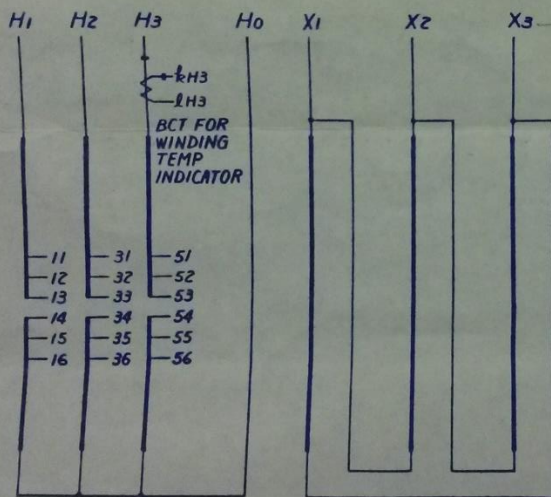 H1 H2 H3 H0 X1 X2 X3
kH3
lH3
BCT FOR
WINDING
TEMP
INDICATOR
11 31 51
12 32 52
13 33 53
14 34 54
15 35 55
16 36 56